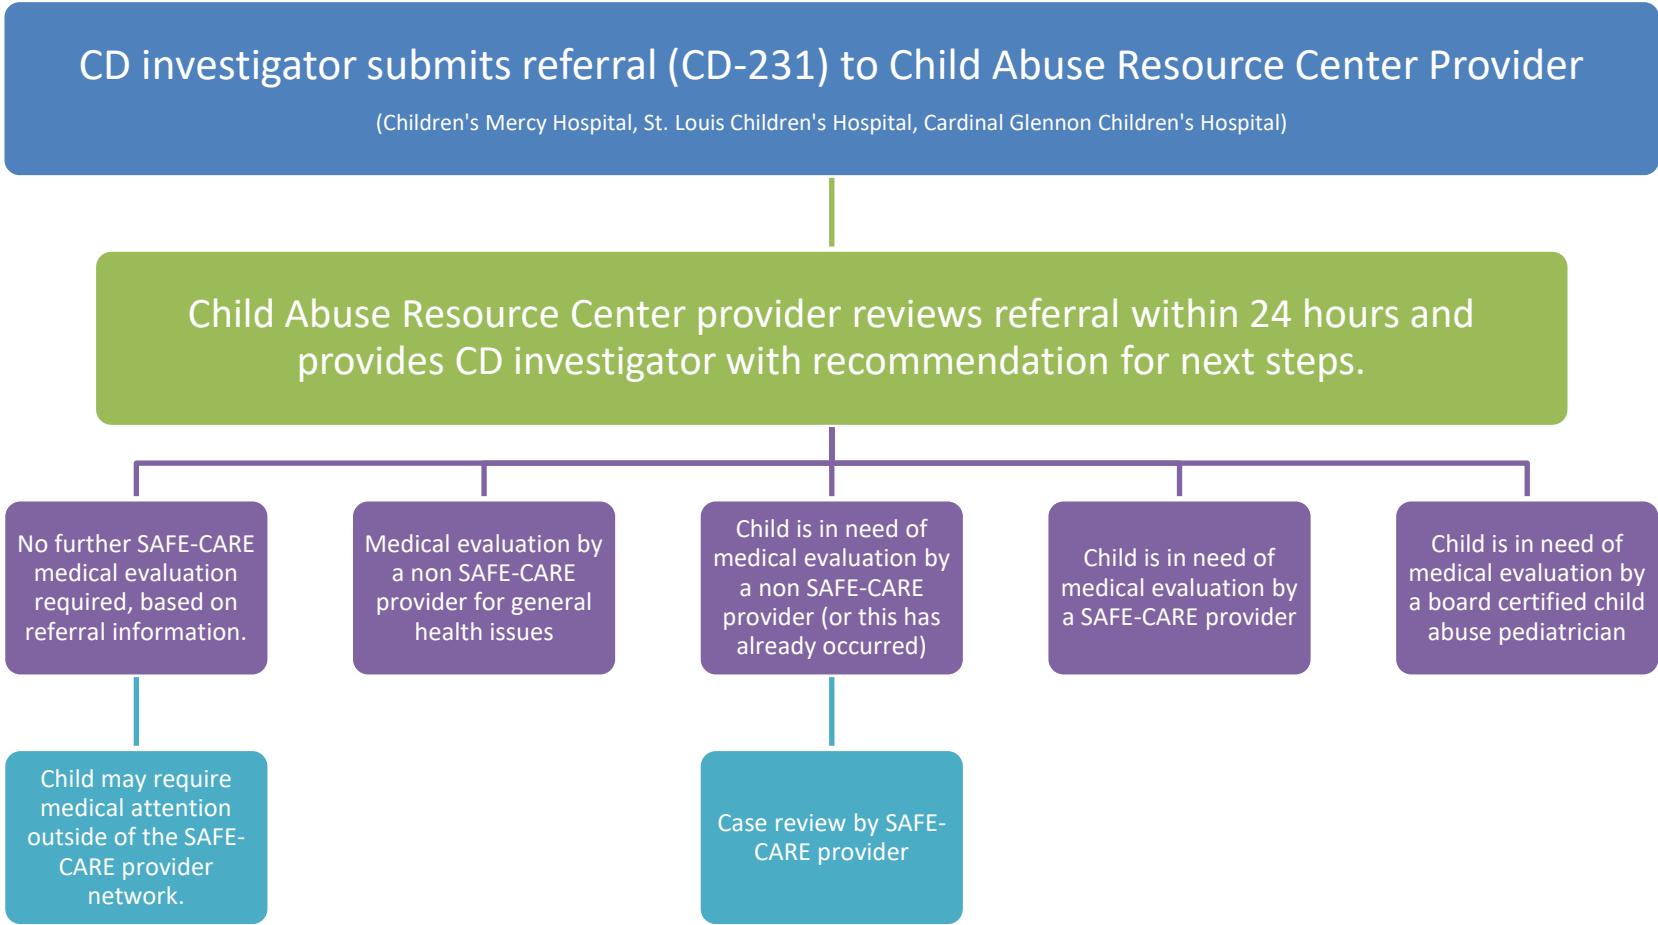 CD investigator submits referral (CD-231) to Child Abuse Resource Center Provider
(Children's Mercy Hospital, St. Louis Children's Hospital, Cardinal Glennon Children's Hospital)
Child Abuse Resource Center provider reviews referral within 24 hours and
provides CD investigator with recommendation for next steps.
No further SAFE-CARE
medical evaluation
required, based on
referral information.
Medical evaluation by
a non SAFE-CARE
provider for general
health issues
Child is in need of
medical evaluation by
a non SAFE-CARE
provider (or this has
already occurred)
Child is in need of
medical evaluation by
a SAFE-CARE provider
Child is in need of
medical evaluation by
a board certified child
abuse pediatrician
Child may require
medical attention
outside of the SAFE-
CARE provider
network.
Case review by SAFE-
CARE provider